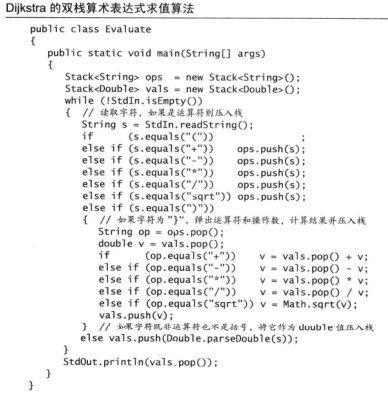 Dijkstra 的双栈算术表达式求值算法
public class Evaluate
{
public static void main(String[] args)
{
Stack<String> ops = new Stack<String>();
Stack<Double> vals = new Stack<Double>();
while (!StdIn.isEmpty())
{ // 读取字符，如果是运算符则压入栈
String s = StdIn.readString();
if (s.equals("(")) ;
else if (s.equals("+")) ops.push(s);
else if (s.equals("-")) ops.push(s);
else if (s.equals("*")) ops.push(s);
else if (s.equals("/")) ops.push(s);
else if (s.equals("sqrt")) ops.push(s);
else if (s.equals(")"))
{ // 如果字符为 ")"，弹出运算符和操作数，计算结果并压入栈
String op = ops.pop();
double v = vals.pop();
if (op.equals("+")) v = vals.pop() + v;
else if (op.equals("-")) v = vals.pop() - v;
else if (op.equals("*")) v = vals.pop() * v;
else if (op.equals("/")) v = vals.pop() / v;
else if (op.equals("sqrt")) v = Math.sqrt(v);
vals.push(v);
} // 如果字符既非运算符也不是括号，将它作为 double 值压入栈
else vals.push(Double.parseDouble(s));
}
StdOut.println(vals.pop());
}
}